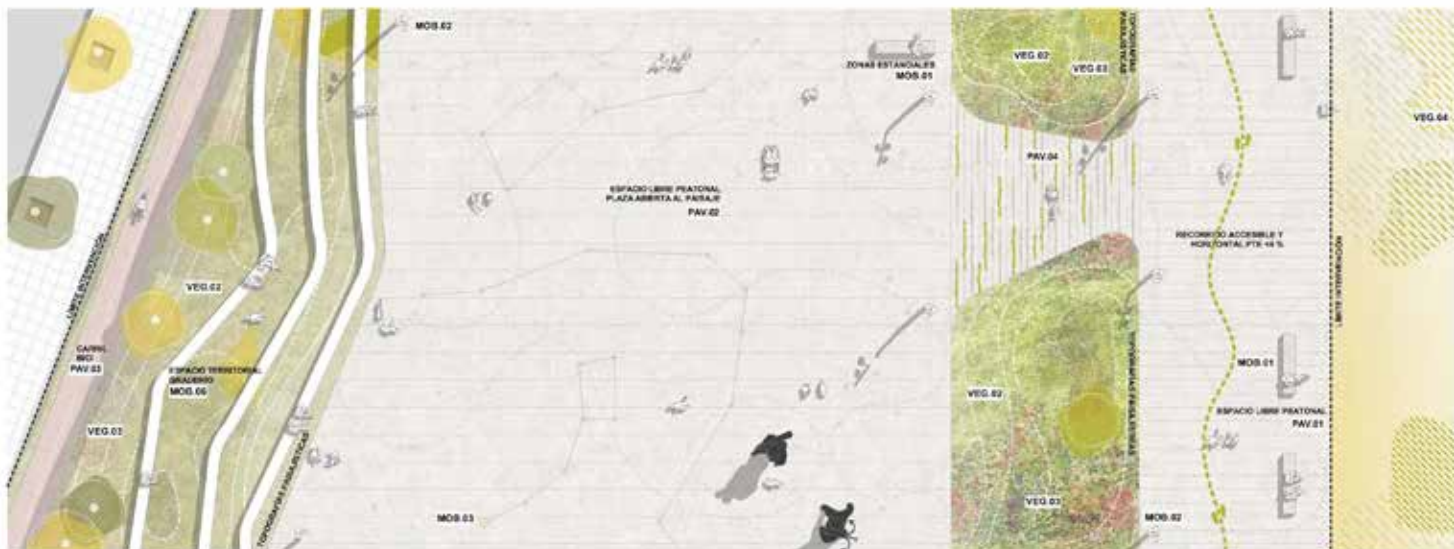 MOB.02
VEG.02
VEG.03
TOPOGRAFIAS
PAISAJISTICAS
ZONAS ESTANCIALES
MOB.01
VEG.04
PAV.04
ESPACIO LIBRE PEATONAL
PLAZA ABIERTA AL PAISAJE
PAV.02
LIMITE INTERVENCION
RECORRIDO ACCESIBLE Y
HORIZONTAL PTE <4 %
LIMITE INTERVENCION
VEG.02
CARRIL
BICI
PAV.03
ESPACIO TERRITORIAL
GRADERIO
MOB.06
TOPOGRAFIAS PAISAJISTICAS
MOB.01
VEG.02
ESPACIO LIBRE PEATONAL
PAV.01
VEG.03
TOPOGRAFIAS PAISAJISTICAS
VEG.03
MOB.03
MOB.02